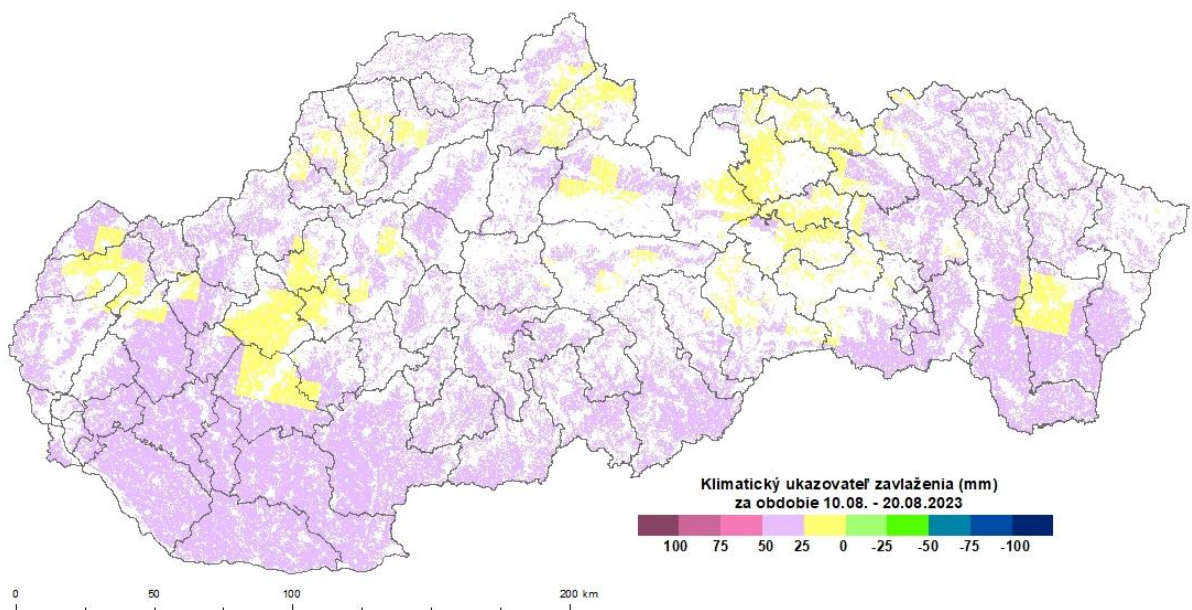 Klimatický ukazovateľ zavlaženia (mm)
za obdobie 10.08. - 20.08.2023
100 75 50 25 0 -25 -50 -75 -100
0 50 100 200 km